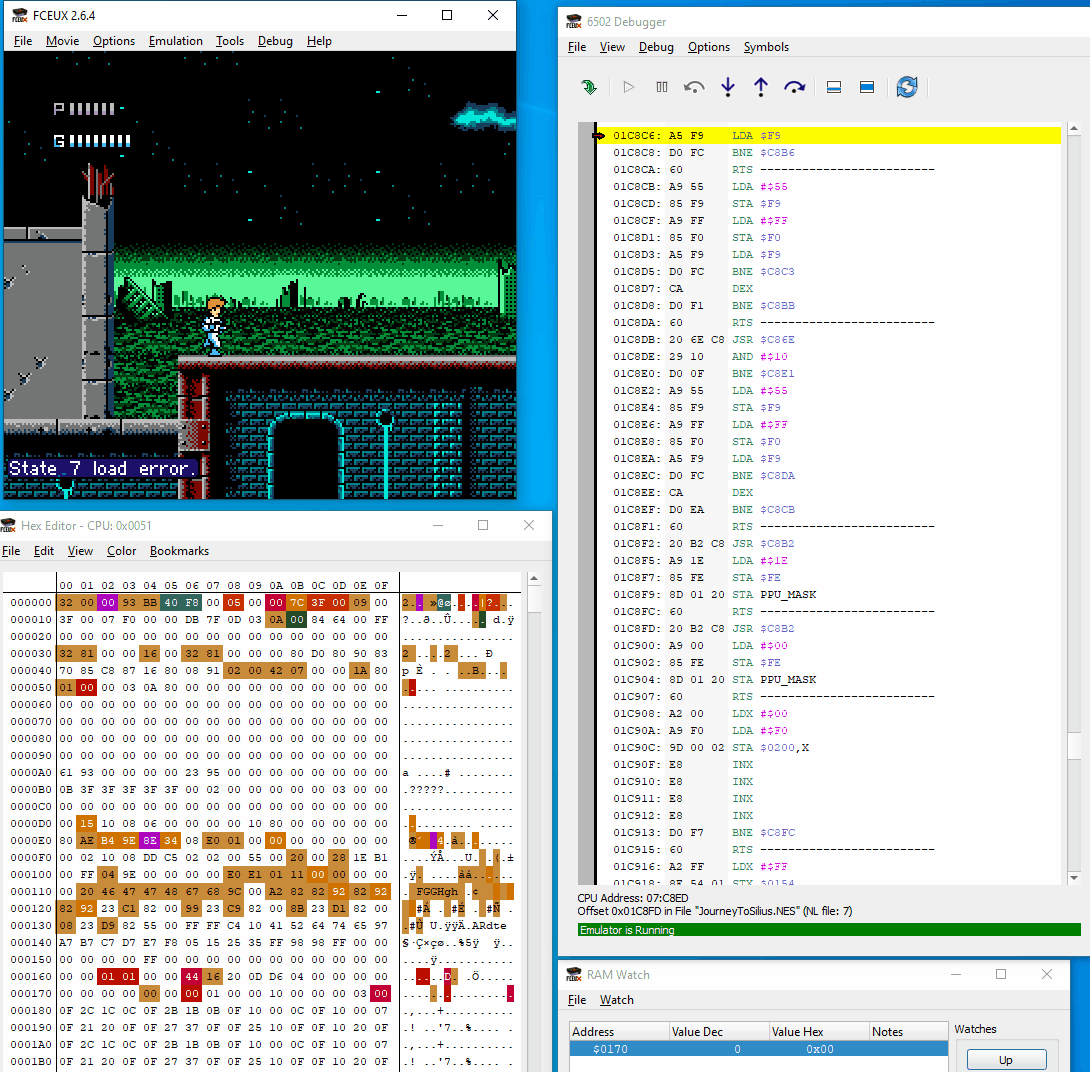 FCEUX 2.6.4
File Movie Options Emulation Tools Debug Help
P
G
State 7 load error.
Hex Editor - CPU: 0x0051
File Edit View Color Bookmarks
00 01 02 03 04 05 06 07 08 09 0A 0B 0C 0D 0E 0F
000000 32 00 00 93 BB 40 F8 00 05 00 00 7C 3F 00 09 00
000010 3F 00 07 F0 00 00 DB 7F 0D 03 0A 00 84 64 00 FF
000020 00 00 00 00 00 00 00 00 00 00 00 00 00 00 00 00
000030 32 81 00 00 16 00 32 81 00 00 00 80 D0 80 90 83
000040 70 85 C8 87 16 80 08 91 02 00 42 07 00 00 1A 80
000050 01 00 00 03 0A 80 00 00 00 00 00 00 00 00 00 00
000060 00 00 00 00 00 00 00 00 00 00 00 00 00 00 00 00
000070 00 00 00 00 00 00 00 00 00 00 00 00 00 00 00 00
000080 00 00 00 00 00 00 00 00 00 00 00 00 00 00 00 00
000090 00 00 00 00 00 00 00 00 00 00 00 00 00 00 00 00
0000A0 61 93 00 00 00 00 23 95 00 00 00 00 00 00 00 00
0000B0 0B 3F 3F 3F 3F 3F 00 02 00 00 00 00 00 03 00 00
0000C0 00 00 00 00 00 00 00 00 00 00 00 00 00 00 00 00
0000D0 00 15 10 08 06 00 00 00 00 10 80 00 00 00 00 00
0000E0 80 AE B4 9E 8E 34 08 E0 01 00 00 00 00 00 00 00
0000F0 00 02 10 08 DD C5 02 02 00 55 00 20 00 28 1E B1
000100 00 FF 04 9E 00 00 00 00 E0 E1 01 11 00 00 00 00
000110 00 20 46 47 47 48 67 68 9C 00 A2 82 82 92 82 92
000120 82 92 23 C1 82 00 99 23 C9 82 00 8B 23 D1 82 00
000130 08 23 D9 82 55 00 FF FF C4 10 41 52 64 74 65 97
000140 A7 B7 C7 D7 E7 F8 05 15 25 35 FF 98 98 FF 00 00
000150 00 00 00 00 FF 00 00 00 00 00 00 00 00 00 00 00
000160 00 00 01 01 00 00 44 16 20 0D D6 04 00 00 00 00
000170 00 00 00 00 00 00 00 01 00 00 10 00 00 00 03 00
000180 0F 2C 1C 0C 0F 2B 1B 0B 0F 10 00 0C 0F 10 00 07
000190 0F 21 20 0F 0F 27 37 0F 0F 25 10 0F 0F 10 20 0F
0001A0 0F 2C 1C 0C 0F 2B 1B 0B 0F 10 00 0C 0F 10 00 07
0001B0 0F 21 20 0F 0F 27 37 0F 0F 25 10 0F 0F 10 20 0F
6502 Debugger
File View Debug Options Symbols
01C8C6: A5 F9 LDA $F9
01C8C8: D0 FC BNE $C8B6
01C8CA: 60 RTS -------------------------
01C8CB: A9 55 LDA #$55
01C8CD: 85 F9 STA $F9
01C8CF: A9 FF LDA #$FF
01C8D1: 85 F0 STA $F0
01C8D3: A5 F9 LDA $F9
01C8D5: D0 FC BNE $C8C3
01C8D7: CA DEX
01C8D8: D0 F1 BNE $C8BB
01C8DA: 60 RTS -------------------------
01C8DB: 20 6E C8 JSR $C86E
01C8DE: 29 10 AND #$10
01C8E0: D0 0F BNE $C8E1
01C8E2: A9 55 LDA #$55
01C8E4: 85 F9 STA $F9
01C8E6: A9 FF LDA #$FF
01C8E8: 85 F0 STA $F0
01C8EA: A5 F9 LDA $F9
01C8EC: D0 FC BNE $C8DA
01C8EE: CA DEX
01C8EF: D0 EA BNE $C8CB
01C8F1: 60 RTS -------------------------
01C8F2: 20 B2 C8 JSR $C8B2
01C8F5: A9 1E LDA #$1E
01C8F7: 85 FE STA $FE
01C8F9: 8D 01 20 STA PPU_MASK
01C8FC: 60 RTS -------------------------
01C8FD: 20 B2 C8 JSR $C8B2
01C900: A9 00 LDA #$00
01C902: 85 FE STA $FE
01C904: 8D 01 20 STA PPU_MASK
01C907: 60 RTS -------------------------
01C908: A2 00 LDX #$00
01C90A: A9 F0 LDA #$F0
01C90C: 9D 00 02 STA $0200,X
01C90F: E8 INX
01C910: E8 INX
01C911: E8 INX
01C912: E8 INX
01C913: D0 F7 BNE $C8FC
01C915: 60 RTS -------------------------
01C916: A2 FF LDX #$FF
01C918: 8E 54 01 STX $0154
CPU Address: 07:C8ED
Offset 0x01C8FD in File "JourneyToSilius.NES" (NL file: 7)
Emulator is Running
RAM Watch
File Watch
Address Value Dec Value Hex Notes
$0170 0 0x00
Watches
Up